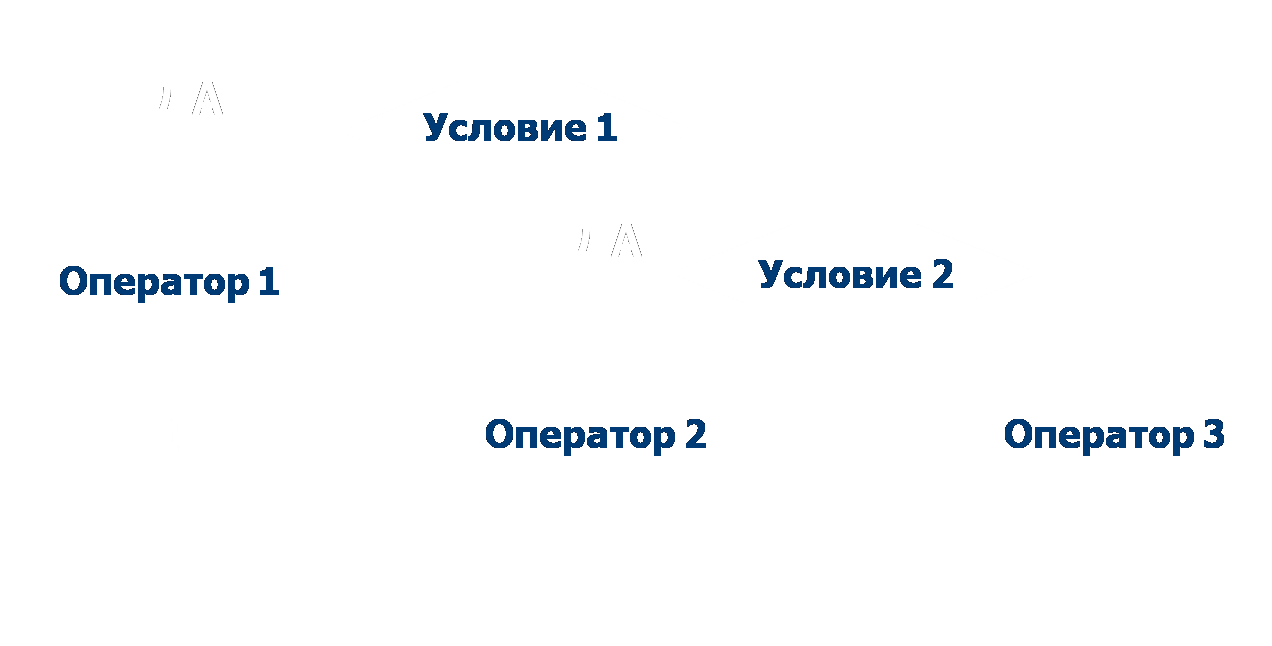 Условие 1
Оператор 1
Условие 2
Оператор 2
Оператор 3